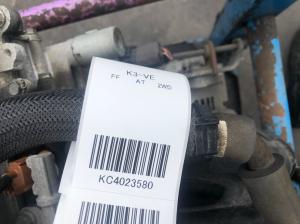 K3-VE
FF AT 2WD
KC4023580